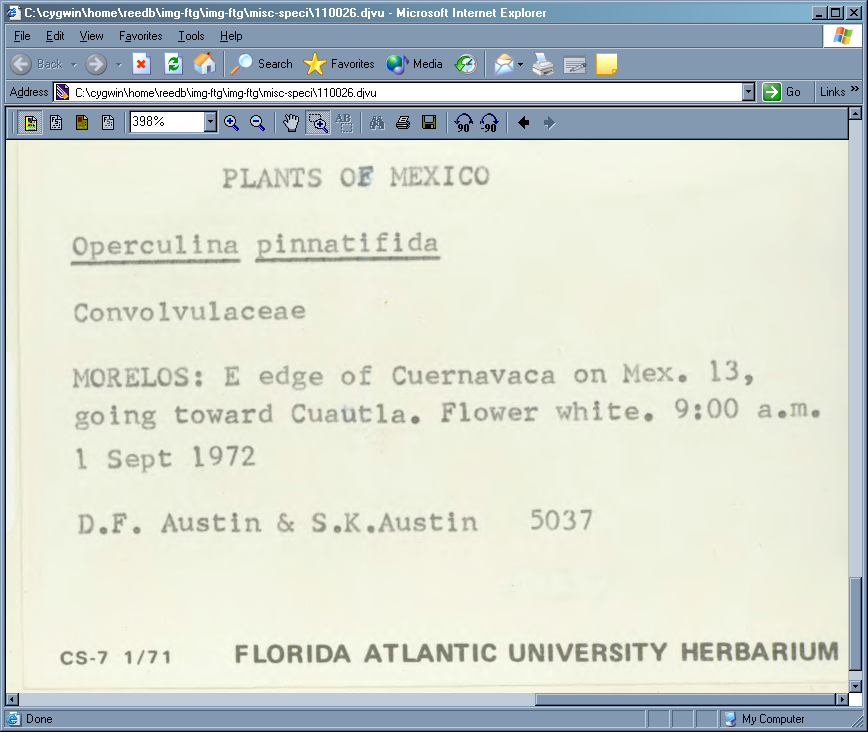 C:\cygwin\home\reedb\img-ftg\img-ftg\misc-speci\110026.djvu - Microsoft Internet Explorer
File Edit View Favorites Tools Help
Back Search Favorites Media
Address C:\cygwin\home\reedb\img-ftg\img-ftg\misc-speci\110026.djvu Go Links »
398% AB 90 -90
PLANTS OF MEXICO
Operculina pinnatifida
Convolvulaceae
MORELOS: E edge of Cuernavaca on Mex. 13,
going toward Cuautla. Flower white. 9:00 a.m.
1 Sept 1972
D.F. Austin & S.K.Austin 5037
CS-7 1/71 FLORIDA ATLANTIC UNIVERSITY HERBARIUM
Done My Computer